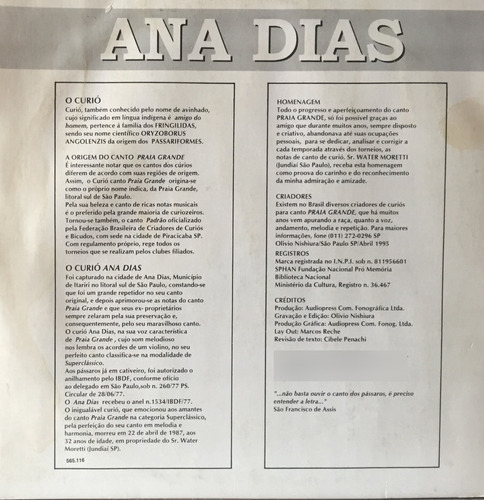 ANA DIAS
O CURIÓ
Curió, também conhecido pelo nome de avinhado,
cujo significado em língua indígena é amigo do
homem, pertence á família dos FRINGILIDAS,
sendo seu nome científico ORYZOBORUS
ANGOLENZIS da origem dos PASSARIFORMES.
A ORIGEM DO CANTO PRAIA GRANDE
É interessante notar que os cantos dos cúrios
diferem de acordo com suas regiões de origem.
Assim, o Curió canto Praia Grande origina-se
como o próprio nome indica, da Praia Grande,
litoral sul de São Paulo.
Pela sua beleza e canto de ricas notas musicais
é o preferido pela grande maioria de curiozeiros.
Tornou-se também, o canto Padrão oficializado
pela Federação Brasileira de Criadores de Curiós
e Bicudos, com sede na cidade de Piracicaba SP.
Com regulamento próprio, rege todos os
torneios que se realizam pelos clubes filiados.
O CURIÓ ANA DIAS
Foi capturado na cidade de Ana Dias, Município
de Itariri no litoral sul de São Paulo, constando-se
que foi um grande repetidor no seu canto
original, e depois aprimorou-se as notas do canto
Praia Grande e que seus ex- proprietários
sempre zelaram pela sua preservação e,
consequentemente, pelo seu maravilhoso canto.
O curió Ana Dias, na sua voz característica
de Praia Grande , cujo som melodioso
nos lembra os acordes de um violino, no seu
perfeito canto classifica-se na modalidade de
Superclássico.
Aos pássaros já em cativeiro, foi autorizado o
anilhamento pelo IBDF, conforme ofício
ao delegado em São Paulo,sob n. 260/77 PS.
Circular de 28/06/77.
O Ana Dias recebeu o anel n.1534/IBDF/77.
O inigualável curió, que emocionou aos amantes
do canto Praia Grande na categoria Superclássico,
pela perfeição do seu canto em melodia e
harmonia, morreu em 22 de abril de 1987, aos
32 anos de idade, em propriedade do Sr. Water
Moretti (Jundiaí SP).
565.116
HOMENAGEM
Todo o progresso e aperfeiçoamento do canto
PRAIA GRANDE, só foi possível graças ao
amigo que durante muitos anos, sempre disposto
e criativo, abandonava até suas ocupações
pessoais, para se dedicar, analisar e corrigir a
cada temporada através dos torneios, as
notas de canto do curió. Sr. WATER MORETTI
(Jundiaí SP), receba esta homenagem
como proova do carinho e do reconhecimento
da minha admiração e amizade.
CRIADORES
Existem no Brasil diversos criadores de curiós
para canto PRAIA GRANDE, que há muitos
anos vem apurando a raça, quanto a voz,
andamento, melodia e repetição. Para maiores
informações, fone (011) 272-0296 SP
Olívio Nishiura/São Paulo SP/Abril 1995
REGISTROS
Marca registrada no I.N.P.I. sob n. 811956601
SPHAN Fundação Nacional Pró Memória
Biblioteca Nacional
Ministério da Cultura, Registro n. 36.467
CRÉDITOS
Produção: Audiopress Com. Fonográfica Ltda.
Gravação e Edição: Olívio Nishiura
Produção Gráfica: Audiopress Com. Fonog. Ltda.
Lay Out: Marcos Reche
Revisão de texto: Cibele Penachi
"...não basta ouvir o canto dos pássaros, é preciso
entender a letra..."
São Francisco de Assis